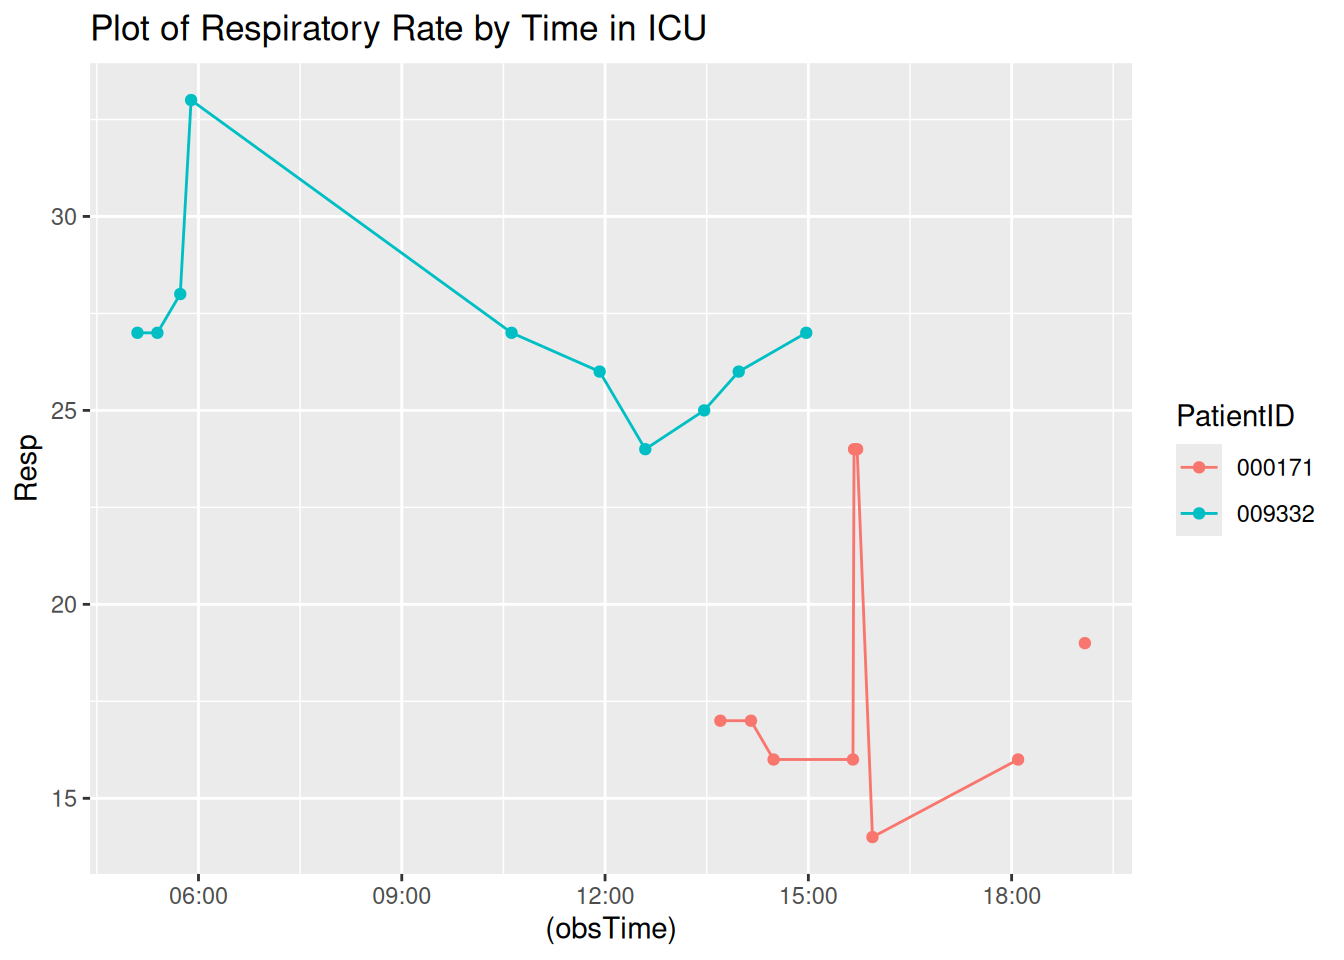 Plot of Respiratory Rate by Time in ICU
Resp
30
25
20
15
06:00 09:00 12:00 15:00 18:00
(obsTime)
PatientID
000171
009332